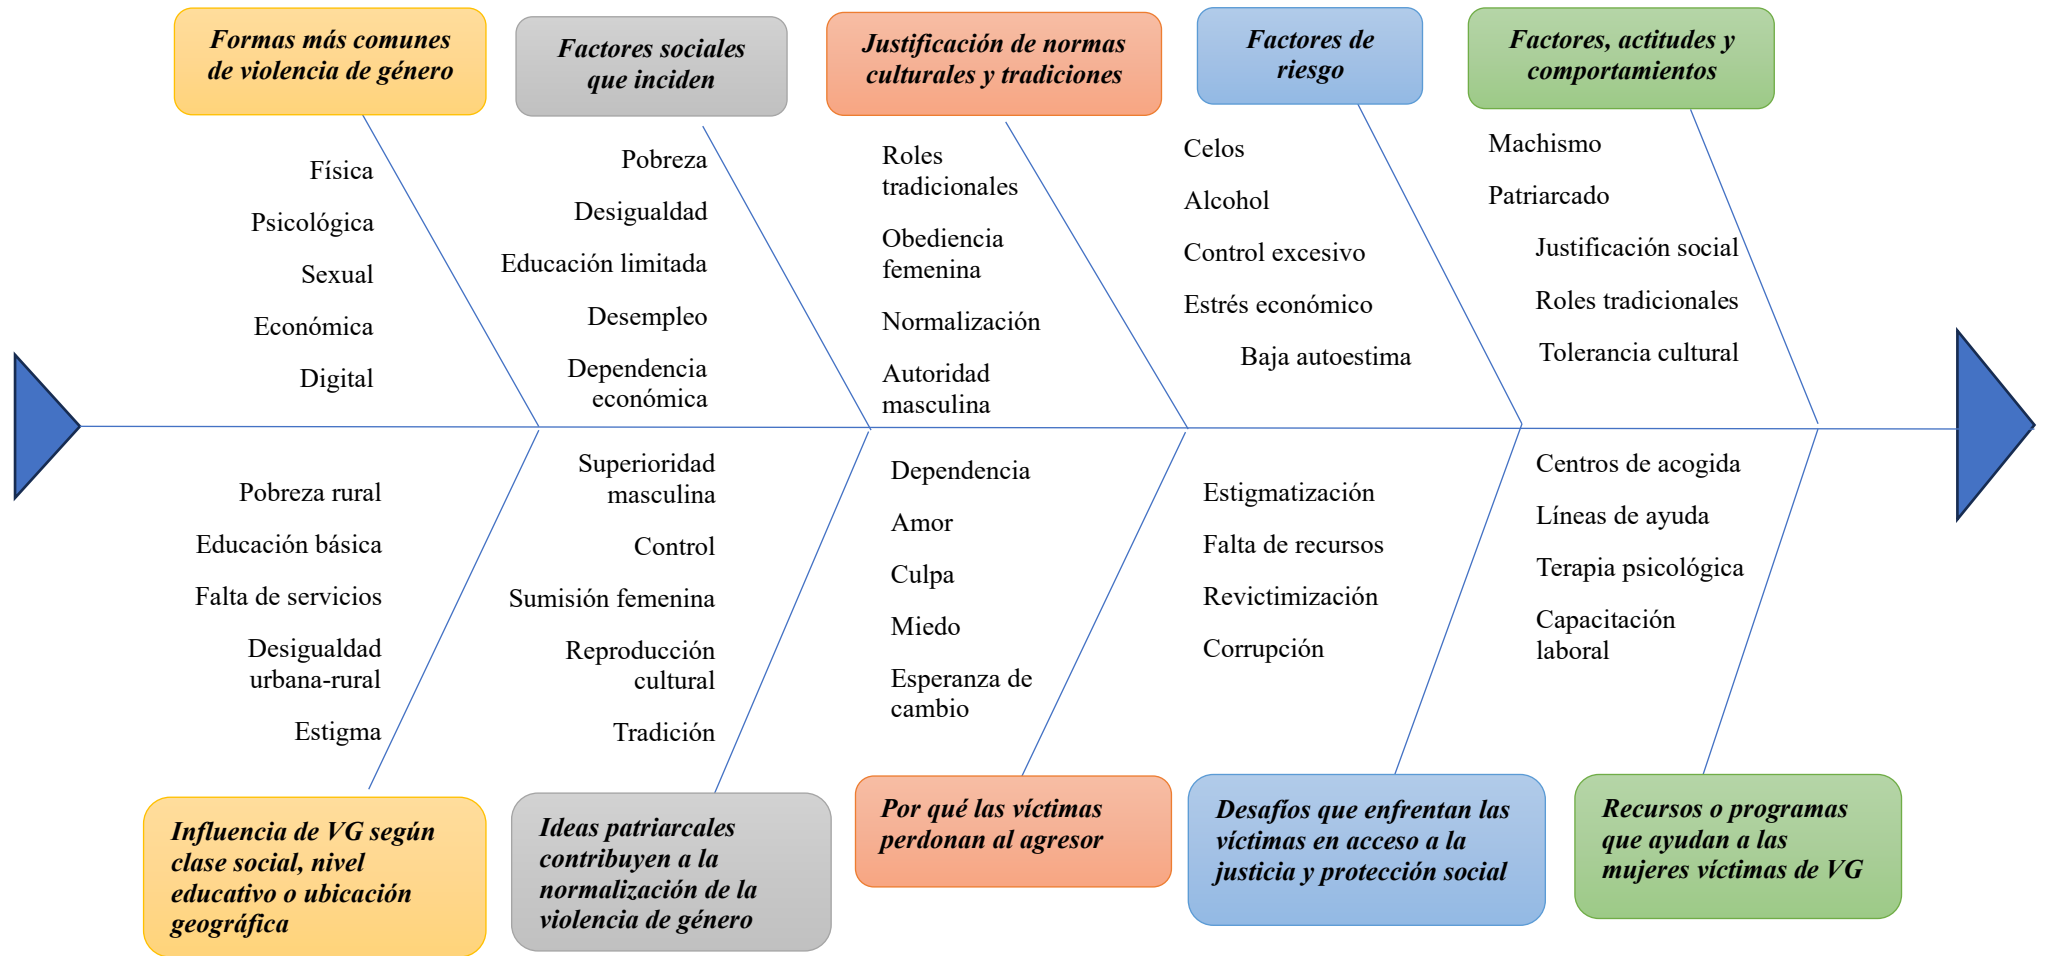 Formas más comunes
de violencia de género
Física
Psicológica
Sexual
Económica
Digital
Factores sociales
que inciden
Pobreza
Desigualdad
Educación limitada
Desempleo
Dependencia
económica
Justificación de normas
culturales y tradiciones
Roles
tradicionales
Obediencia
femenina
Normalización
Autoridad
masculina
Factores de
riesgo
Celos
Alcohol
Control excesivo
Estrés económico
Baja autoestima
Factores, actitudes y
comportamientos
Machismo
Patriarcado
Justificación social
Roles tradicionales
Tolerancia cultural
Pobreza rural
Educación básica
Falta de servicios
Desigualdad
urbana-rural
Estigma
Influencia de VG según
clase social, nivel
educativo o ubicación
geográfica
Superioridad
masculina
Control
Sumisión femenina
Reproducción
cultural
Tradición
Ideas patriarcales
contribuyen a la
normalización de la
violencia de género
Dependencia
Amor
Culpa
Miedo
Esperanza de
cambio
Por qué las víctimas
perdonan al agresor
Estigmatización
Falta de recursos
Revictimización
Corrupción
Desafíos que enfrentan las
víctimas en acceso a la
justicia y protección social
Centros de acogida
Líneas de ayuda
Terapia psicológica
Capacitación
laboral
Recursos o programas
que ayudan a las
mujeres víctimas de VG